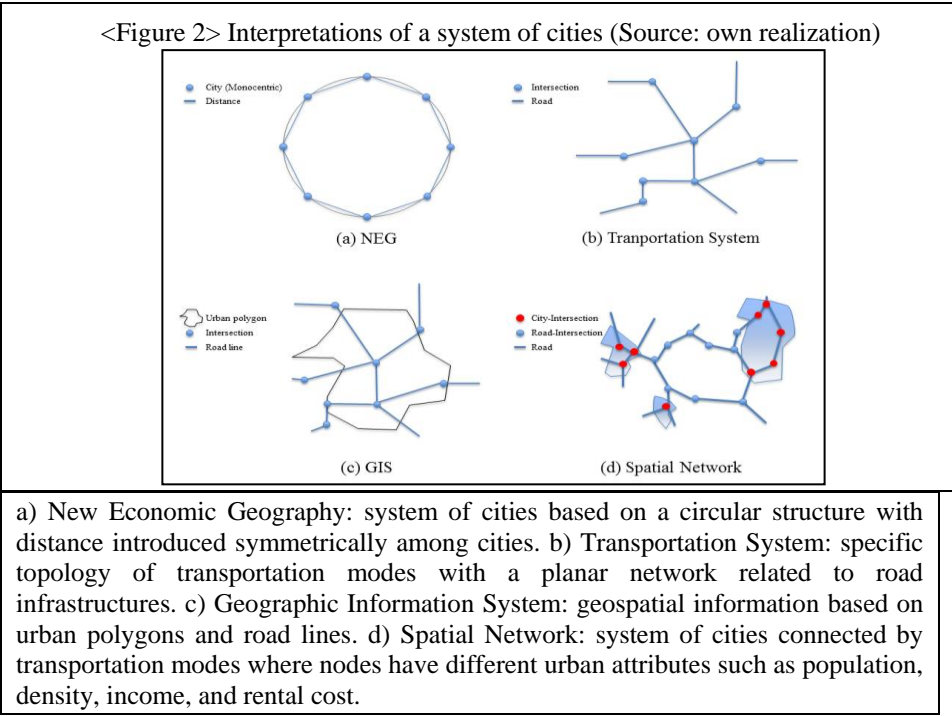 <Figure 2> Interpretations of a system of cities (Source: own realization)
City (Monocentric)
Distance
(a) NEG
Intersection
Road
(b) Tranportation System
Urban polygon
Intersection
Road line
(c) GIS
City-Intersection
Road-Intersection
Road
(d) Spatial Network
a) New Economic Geography: system of cities based on a circular structure with
distance introduced symmetrically among cities. b) Transportation System: specific
topology of transportation modes with a planar network related to road
infrastructures. c) Geographic Information System: geospatial information based on
urban polygons and road lines. d) Spatial Network: system of cities connected by
transportation modes where nodes have different urban attributes such as population,
density, income, and rental cost.